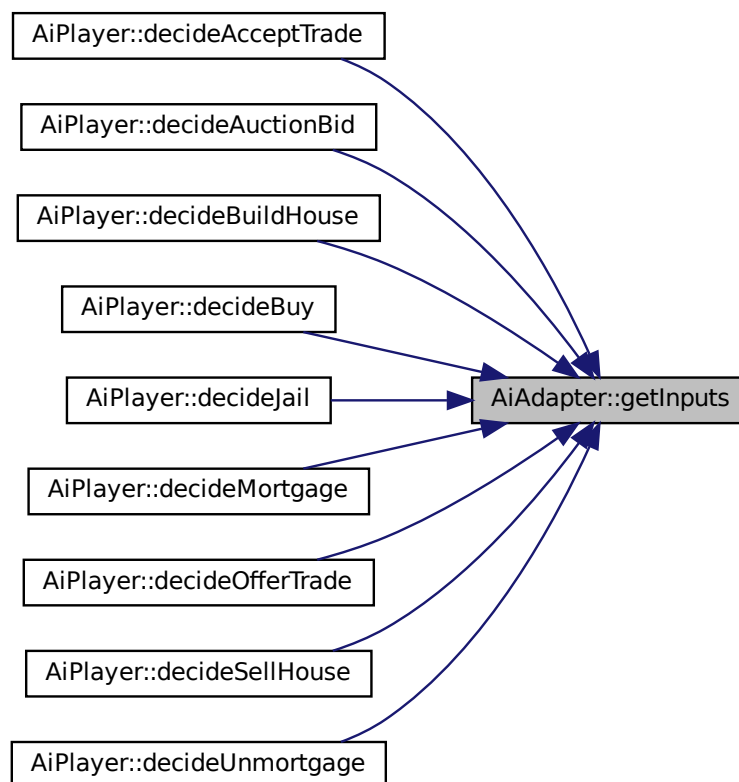 AiPlayer::decideAcceptTrade
AiPlayer::decideAuctionBid
AiPlayer::decideBuildHouse
AiPlayer::decideBuy
AiPlayer::decideJail
AiAdapter::getInputs
AiPlayer::decideMortgage
AiPlayer::decideOfferTrade
AiPlayer::decideSellHouse
AiPlayer::decideUnmortgage